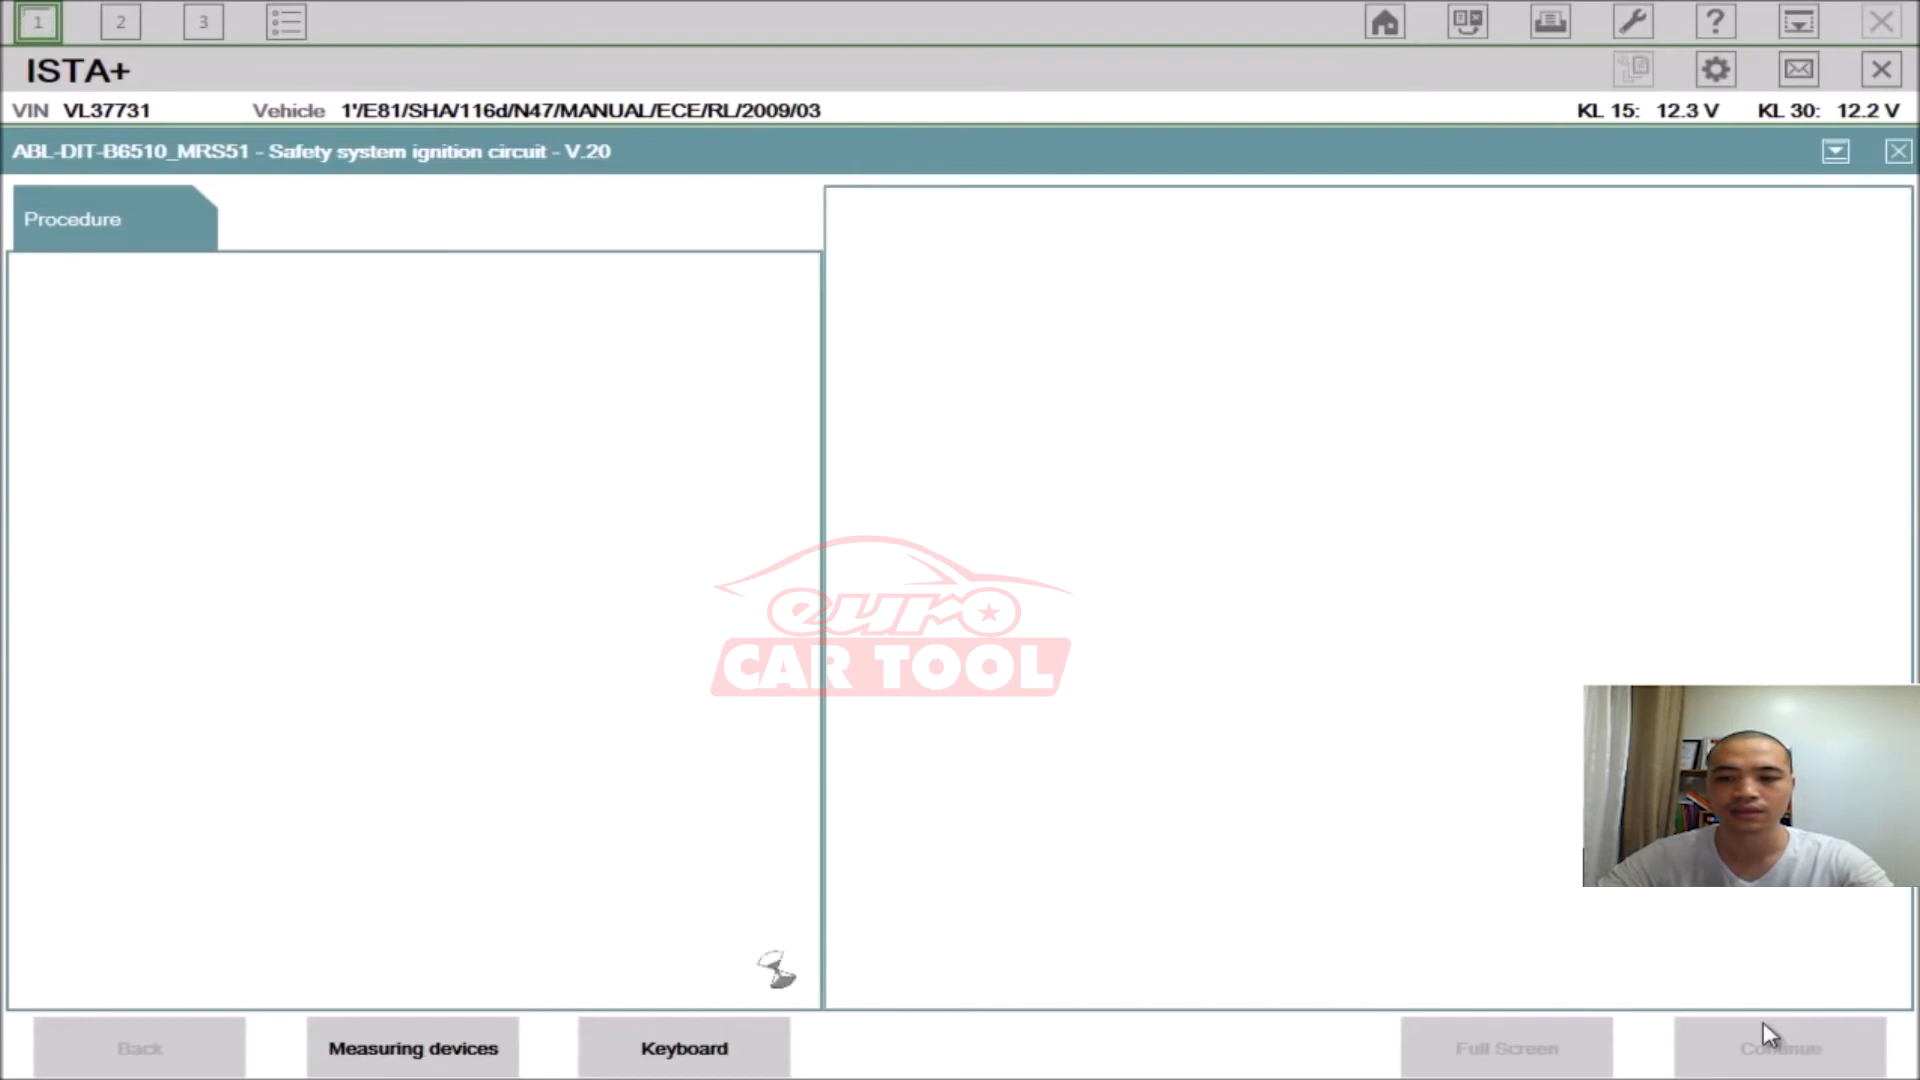 1 2 3
ISTA+
VIN VL37731 Vehicle 1'/E81/SHA/116d/N47/MANUAL/ECE/RL/2009/03 KL 15: 12.3 V KL 30: 12.2 V
ABL-DIT-B6510_MRS51 - Safety system ignition circuit - V.20
Procedure
euro
CAR TOOL
Back Measuring devices Keyboard Full Screen Continue